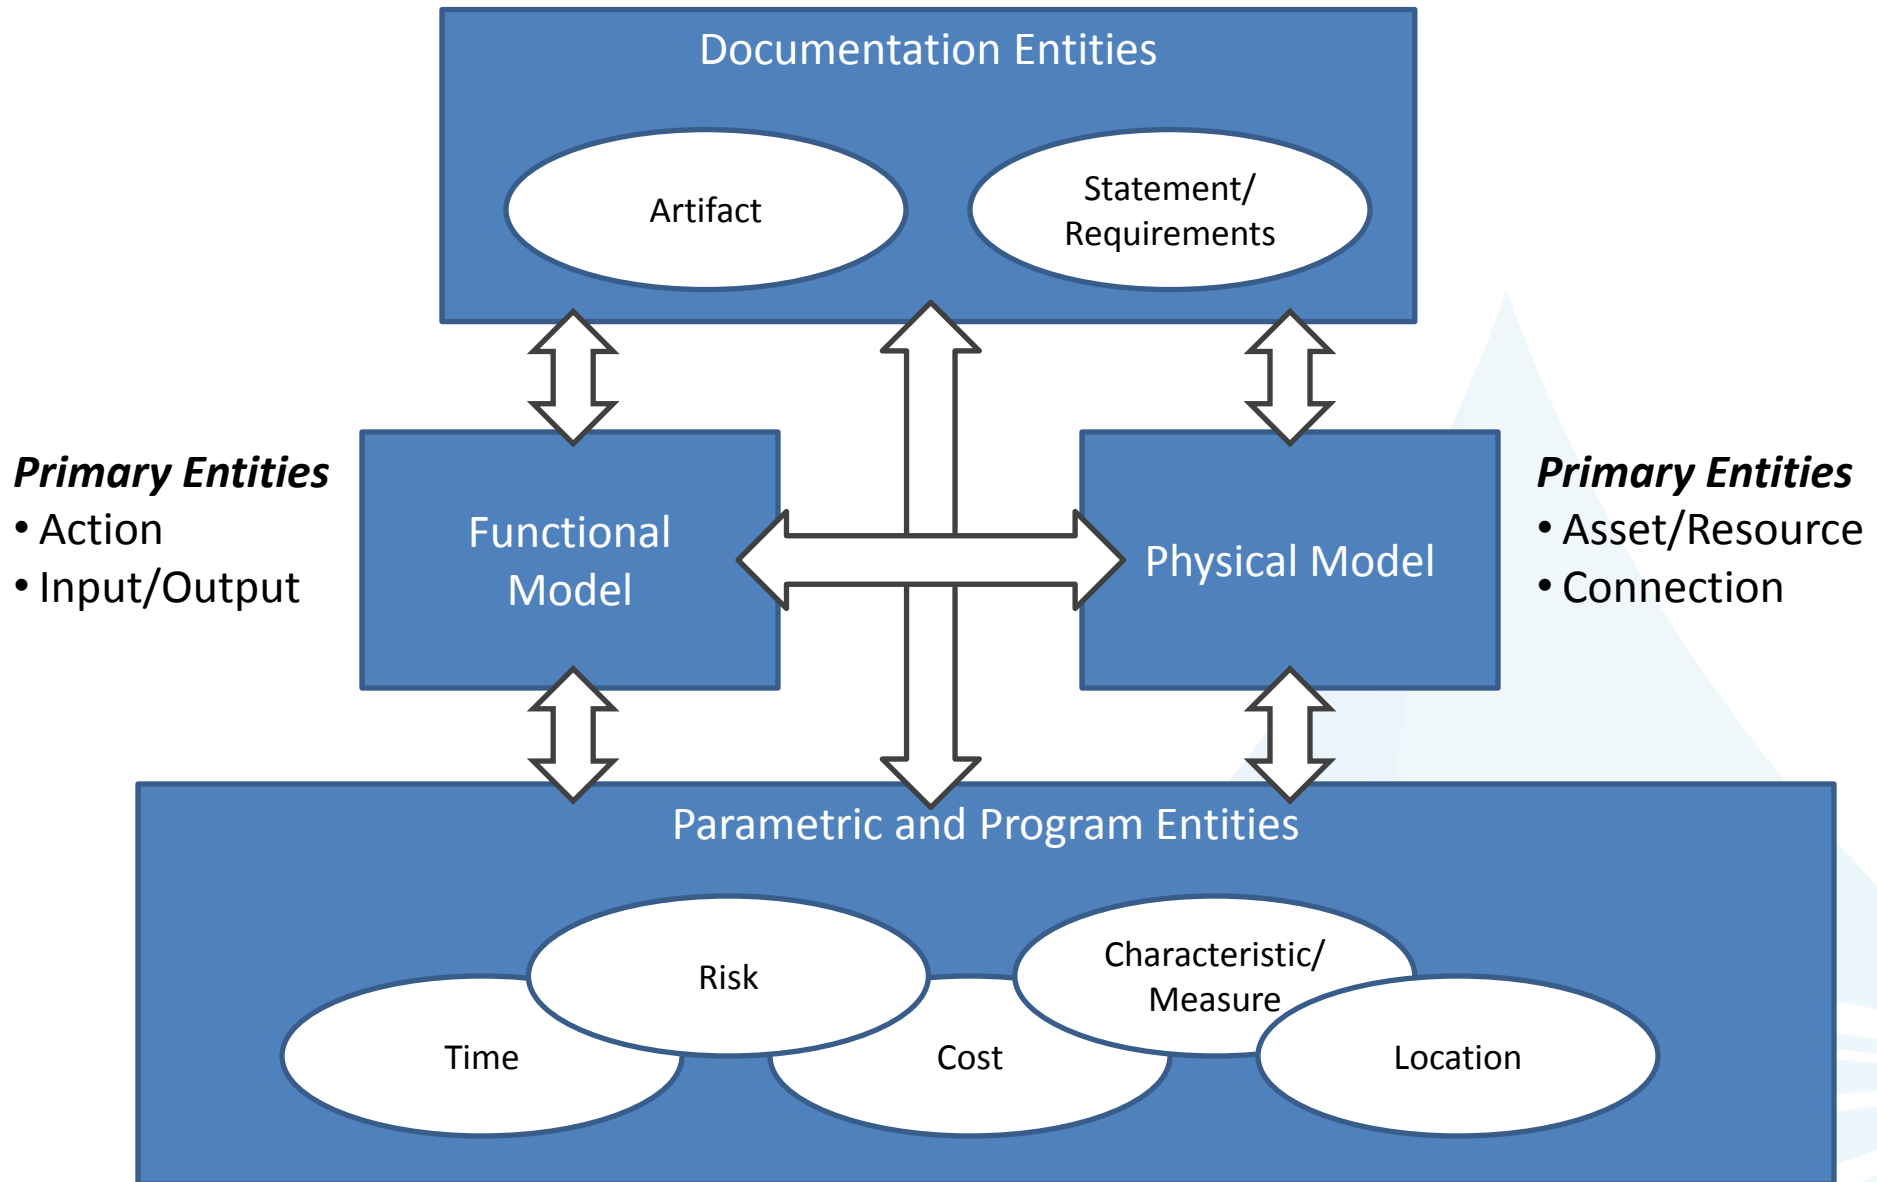 Documentation Entities
Artifact
Statement/
Requirements
Primary Entities
• Action
• Input/Output
Functional
Model
Physical Model
Primary Entities
• Asset/Resource
• Connection
Parametric and Program Entities
Risk
Characteristic/
Measure
Time
Cost
Location